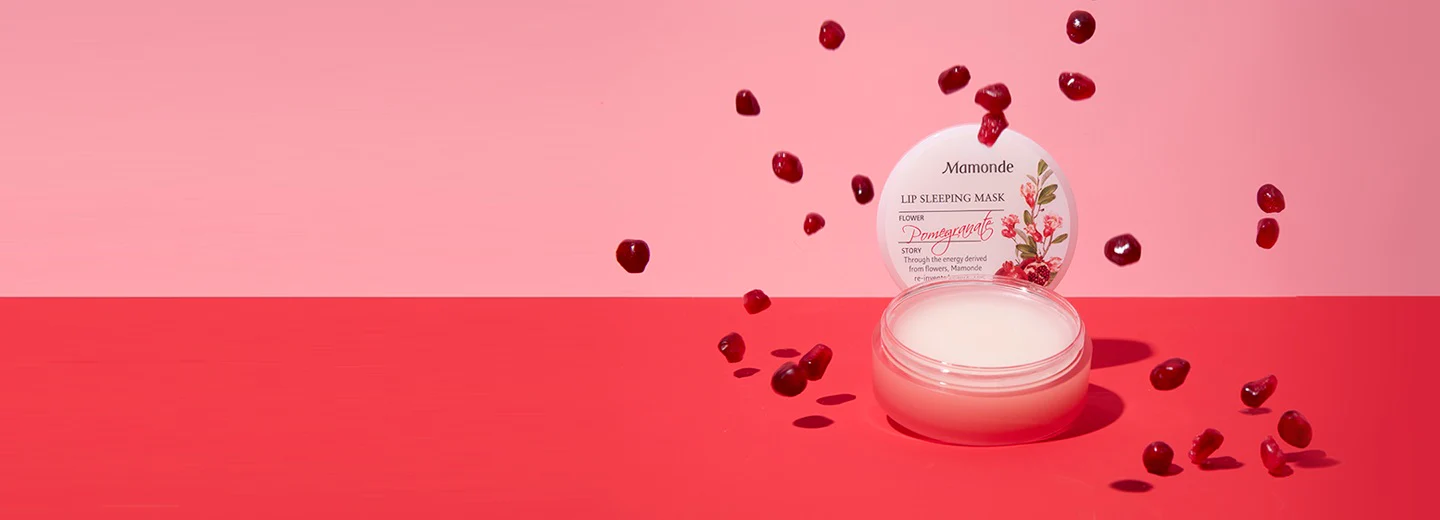 Mamonde
LIP SLEEPING MASK
FLOWER
Pomegranate
STORY
Through the energy derived
from flowers, Mamonde